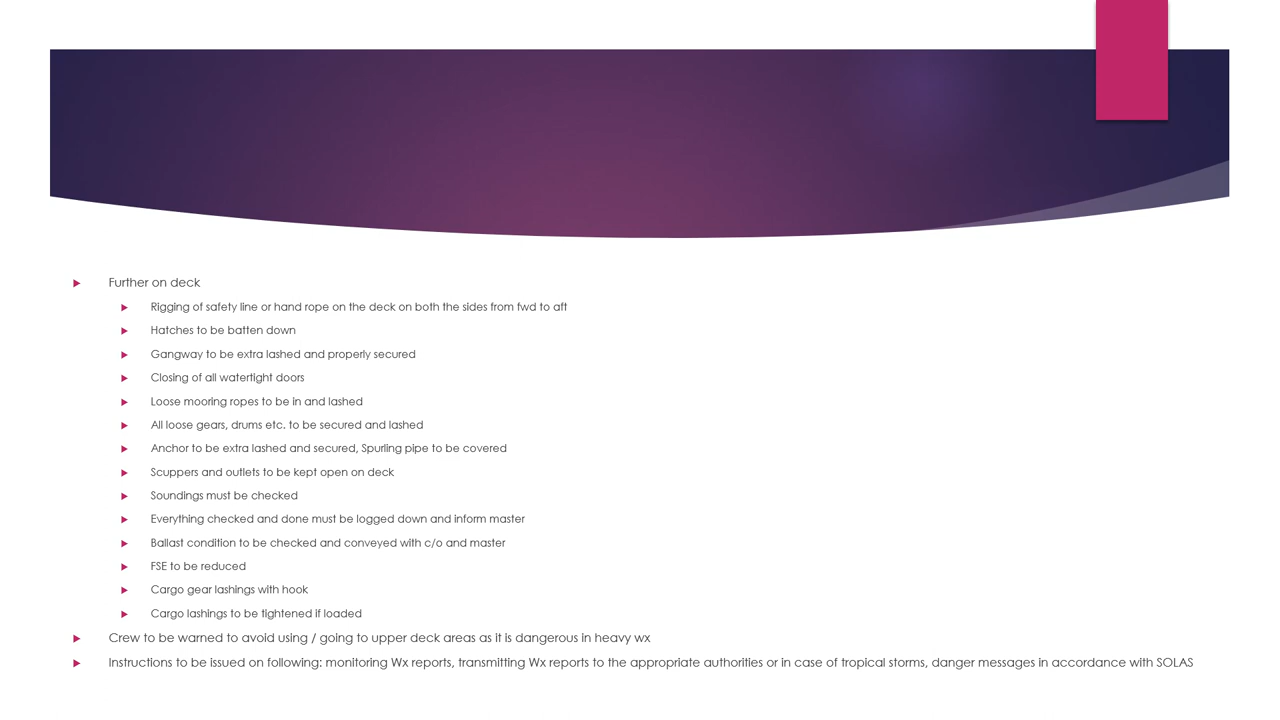 Further on deck
Rigging of safety line or hand rope on the deck on both the sides from fwd to aft
Hatches to be batten down
Gangway to be extra lashed and properly secured
Closing of all watertight doors
Loose mooring ropes to be in and lashed
All loose gears, drums etc. to be secured and lashed
Anchor to be extra lashed and secured, Spurling pipe to be covered
Scuppers and outlets to be kept open on deck
Soundings must be checked
Everything checked and done must be logged down and inform master
Ballast condition to be checked and conveyed with c/o and master
FSE to be reduced
Cargo gear lashings with hook
Cargo lashings to be tightened if loaded
Crew to be warned to avoid using / going to upper deck areas as it is dangerous in heavy wx
Instructions to be issued on following: monitoring Wx reports, transmitting Wx reports to the appropriate authorities or in case of tropical storms, danger messages in accordance with SOLAS